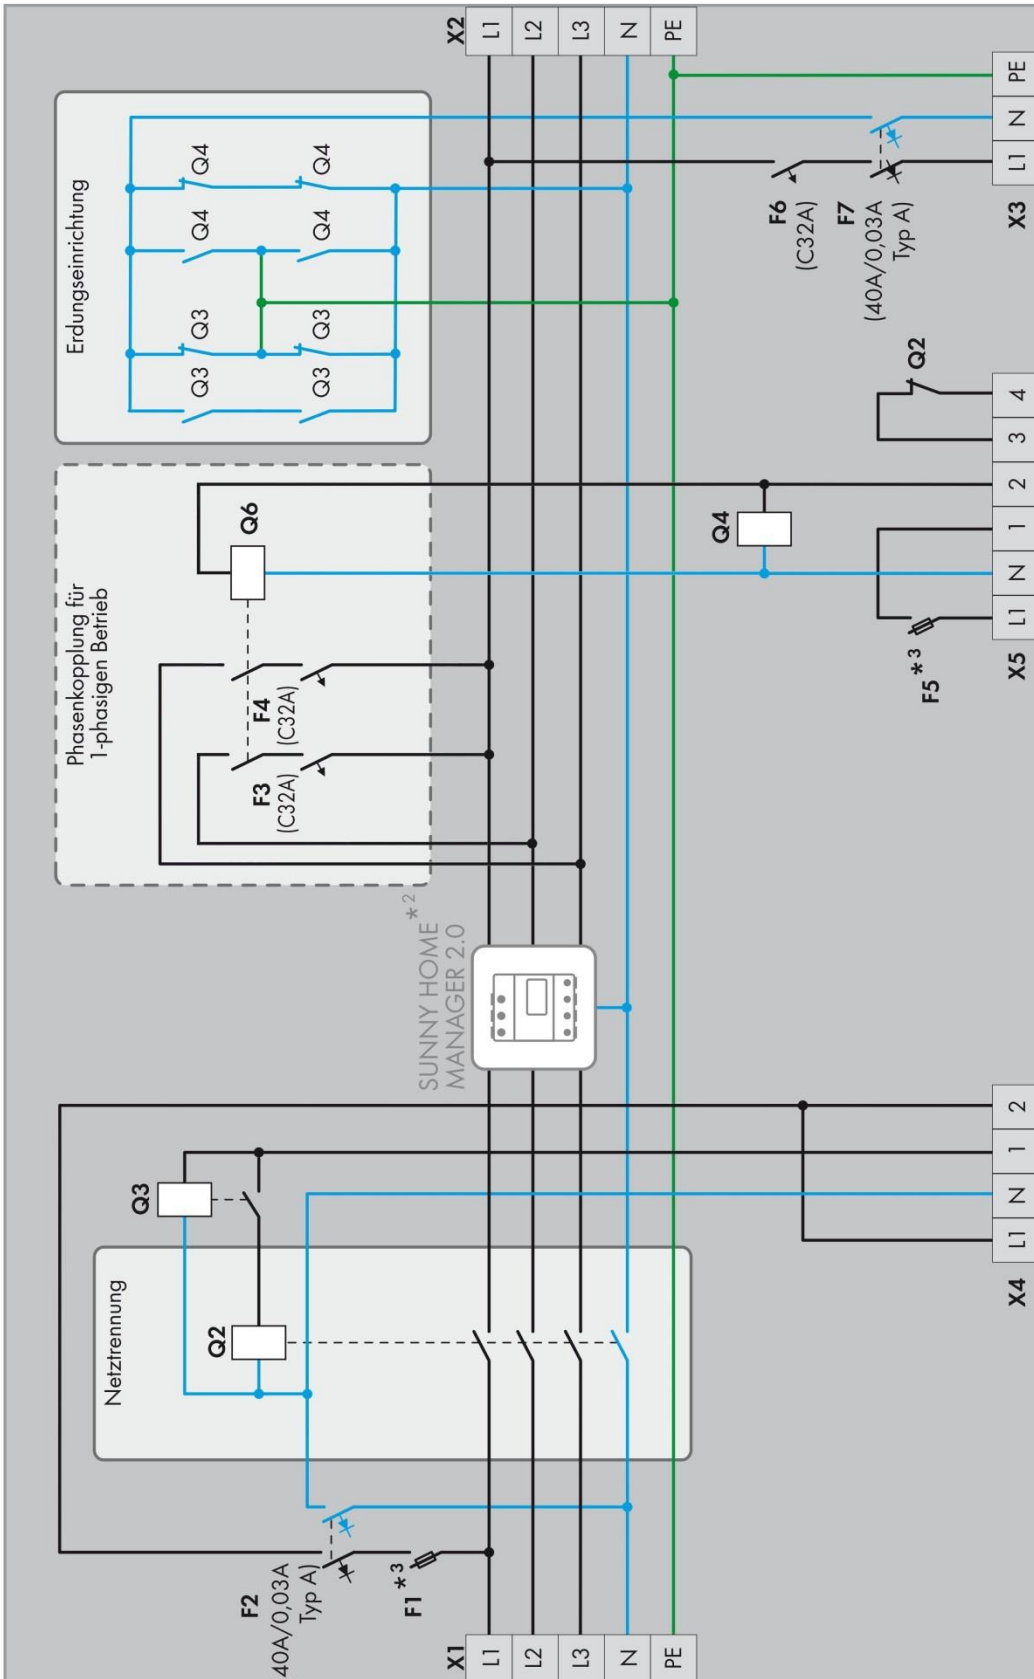 X2
L1
L2
L3
N
PE
Erdungseinrichtung
Q4
Q4
Q4
Q4
Q3
Q3
Q3
Q3
F6
(C32A)
F7
(40A/0,03A
Typ A)
X3
L1
N
PE
Phasenkopplung für
1-phasigen Betrieb
Q6
F4
(C32A)
F3
(C32A)
Q4
Q2
F5 *3
X5
L1
N
1
2
3
4
SUNNY HOME
MANAGER 2.0 *2
Q3
Netztrennung
Q2
X4
L1
N
1
2
F2
40A/0,03A
Typ A)
F1 *3
X1
L1
L2
L3
N
PE